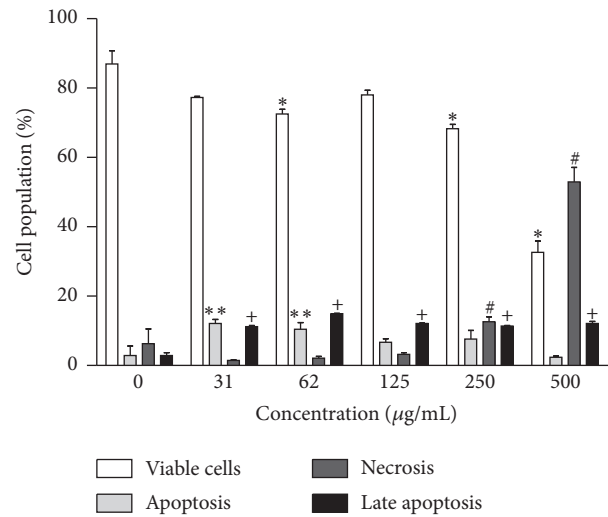 100
80
60
40
20
0
Cell population (%)
*
*
*
#
*
** + ** + + # + +
0 31 62 125 250 500
Concentration (μg/mL)
Viable cells Necrosis
Apoptosis Late apoptosis